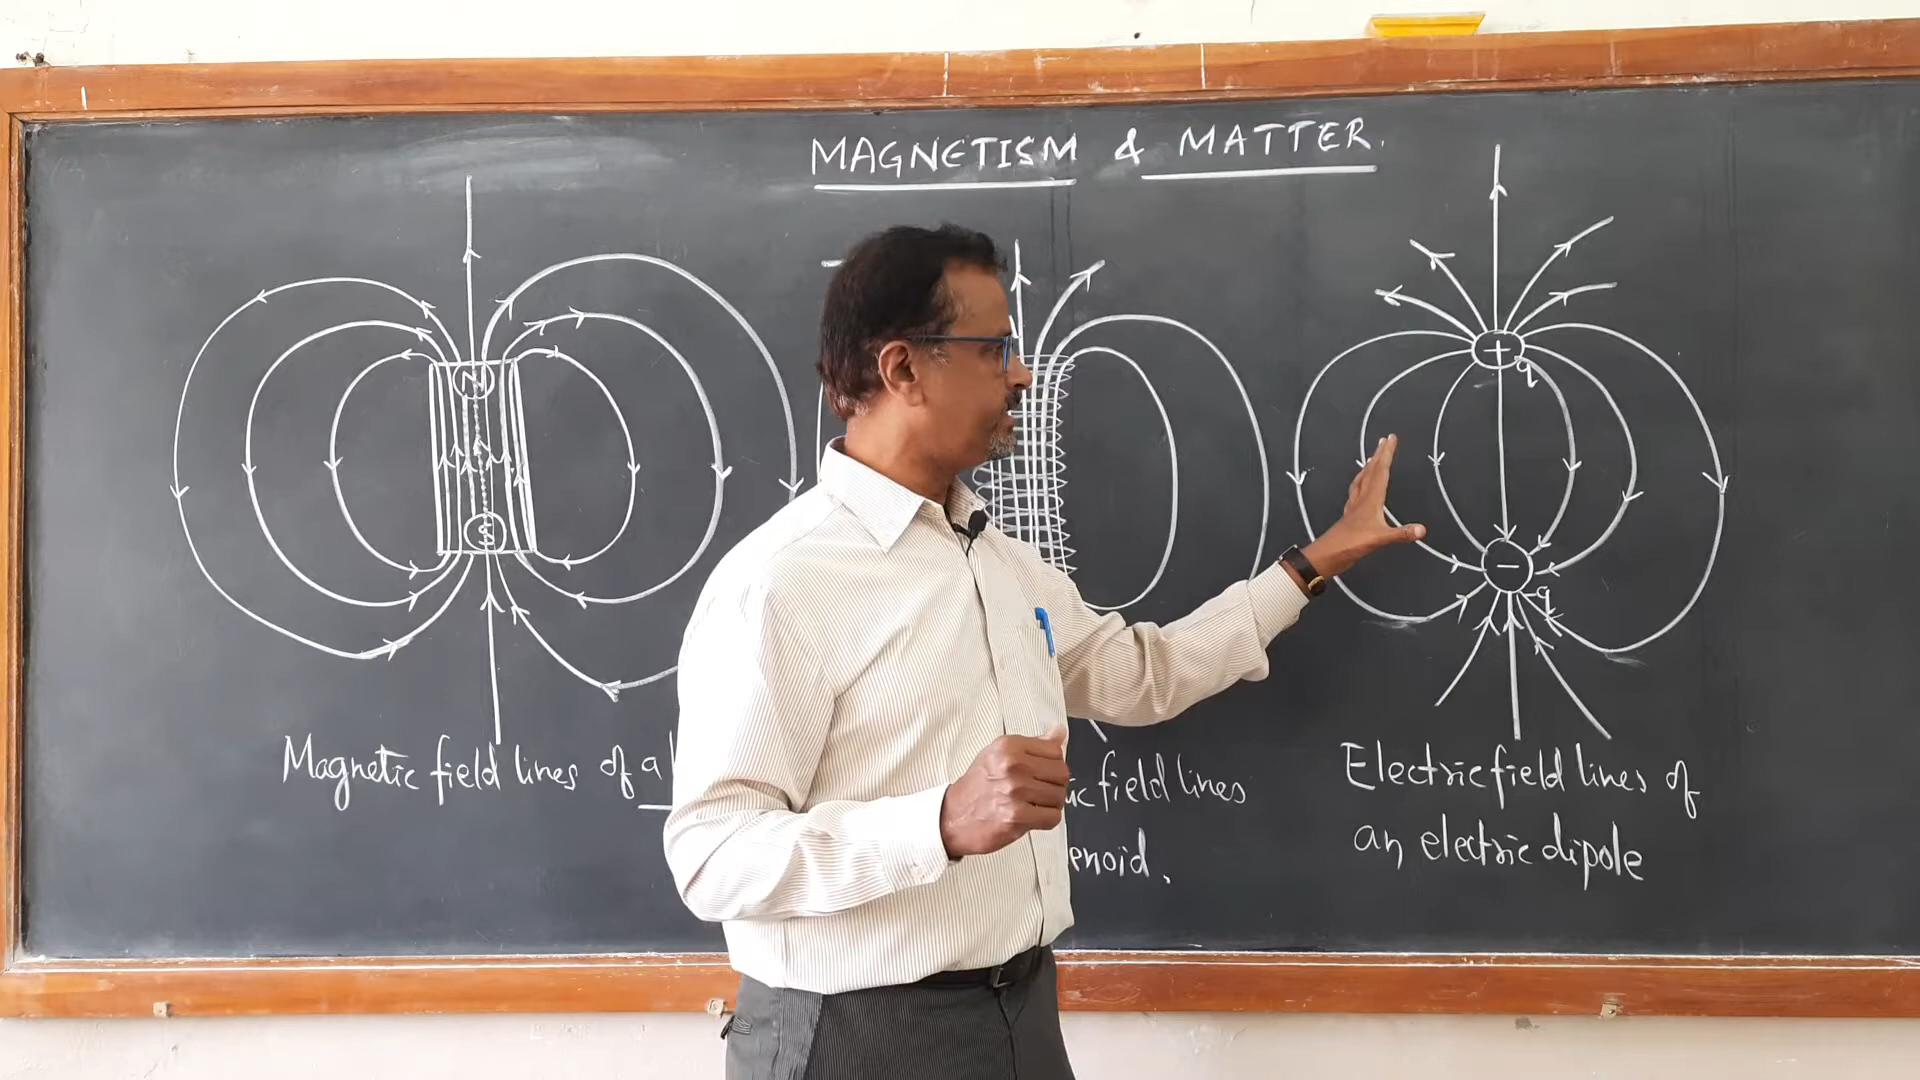 MAGNETISM & MATTER.
N
S
+
q
-
-q
Magnetic field lines of a
field lines
enoid.
Electric field lines of
an electric dipole